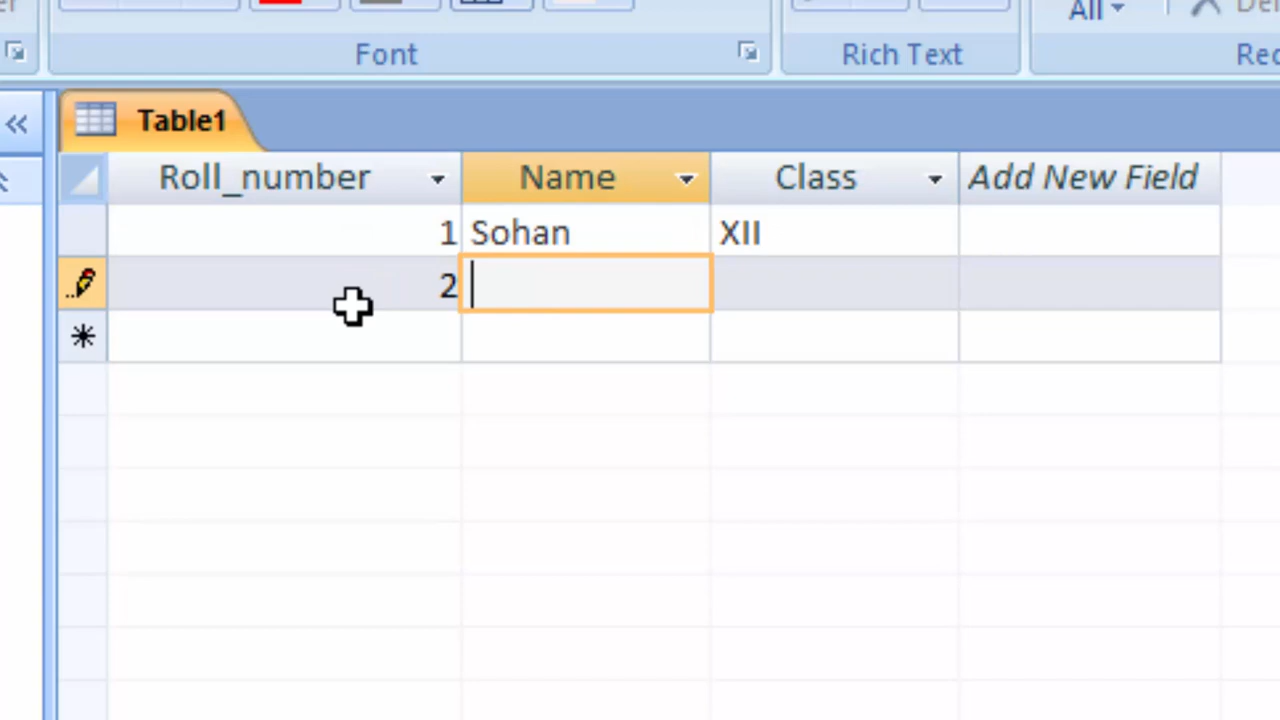 All
Font
Rich Text
Table1
Roll_number Name Class Add New Field
1 Sohan XII
2